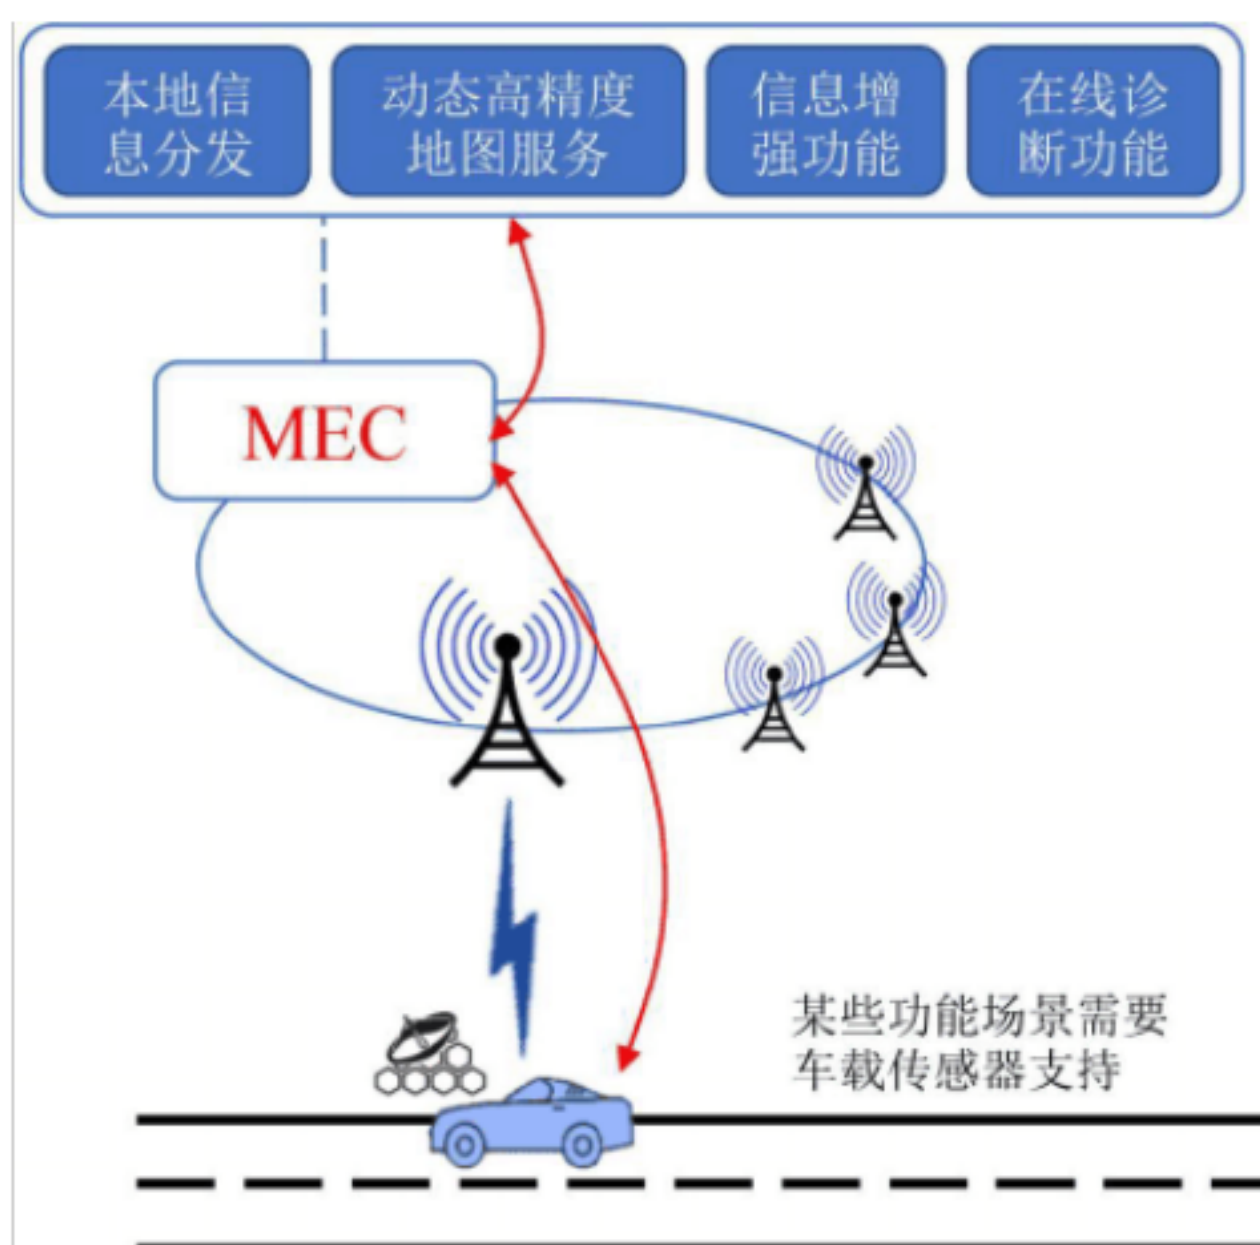 本地信
息分发
动态高精度
地图服务
信息增
强功能
在线诊
断功能
MEC
某些功能场景需要
车载传感器支持